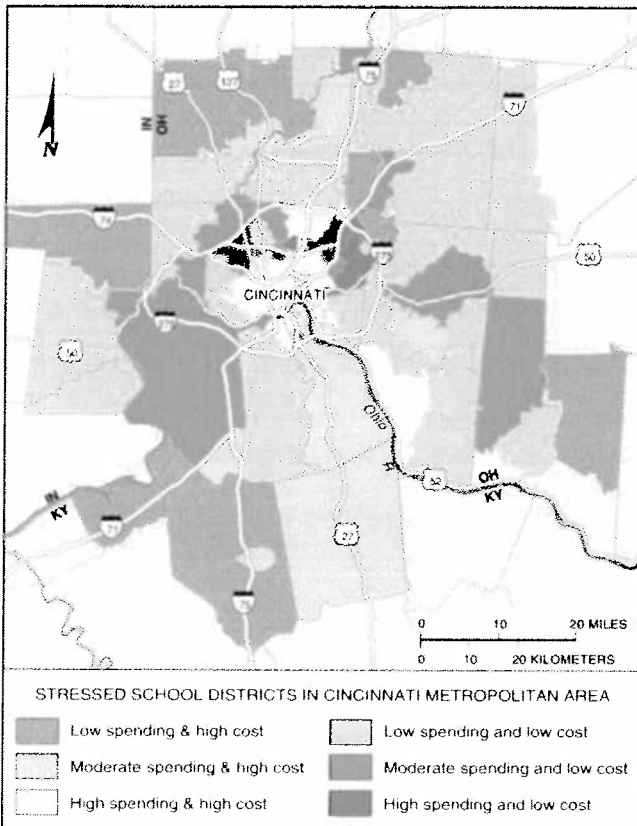 27
127
75
71
IN
OH
N
74
275
50
CINCINNATI
275
50
Ohio
IN
KY
71
R
52
OH
KY
27
75
0 10 20 MILES
0 10 20 KILOMETERS
STRESSED SCHOOL DISTRICTS IN CINCINNATI METROPOLITAN AREA
Low spending & high cost
Low spending and low cost
Moderate spending & high cost
Moderate spending and low cost
High spending & high cost
High spending and low cost